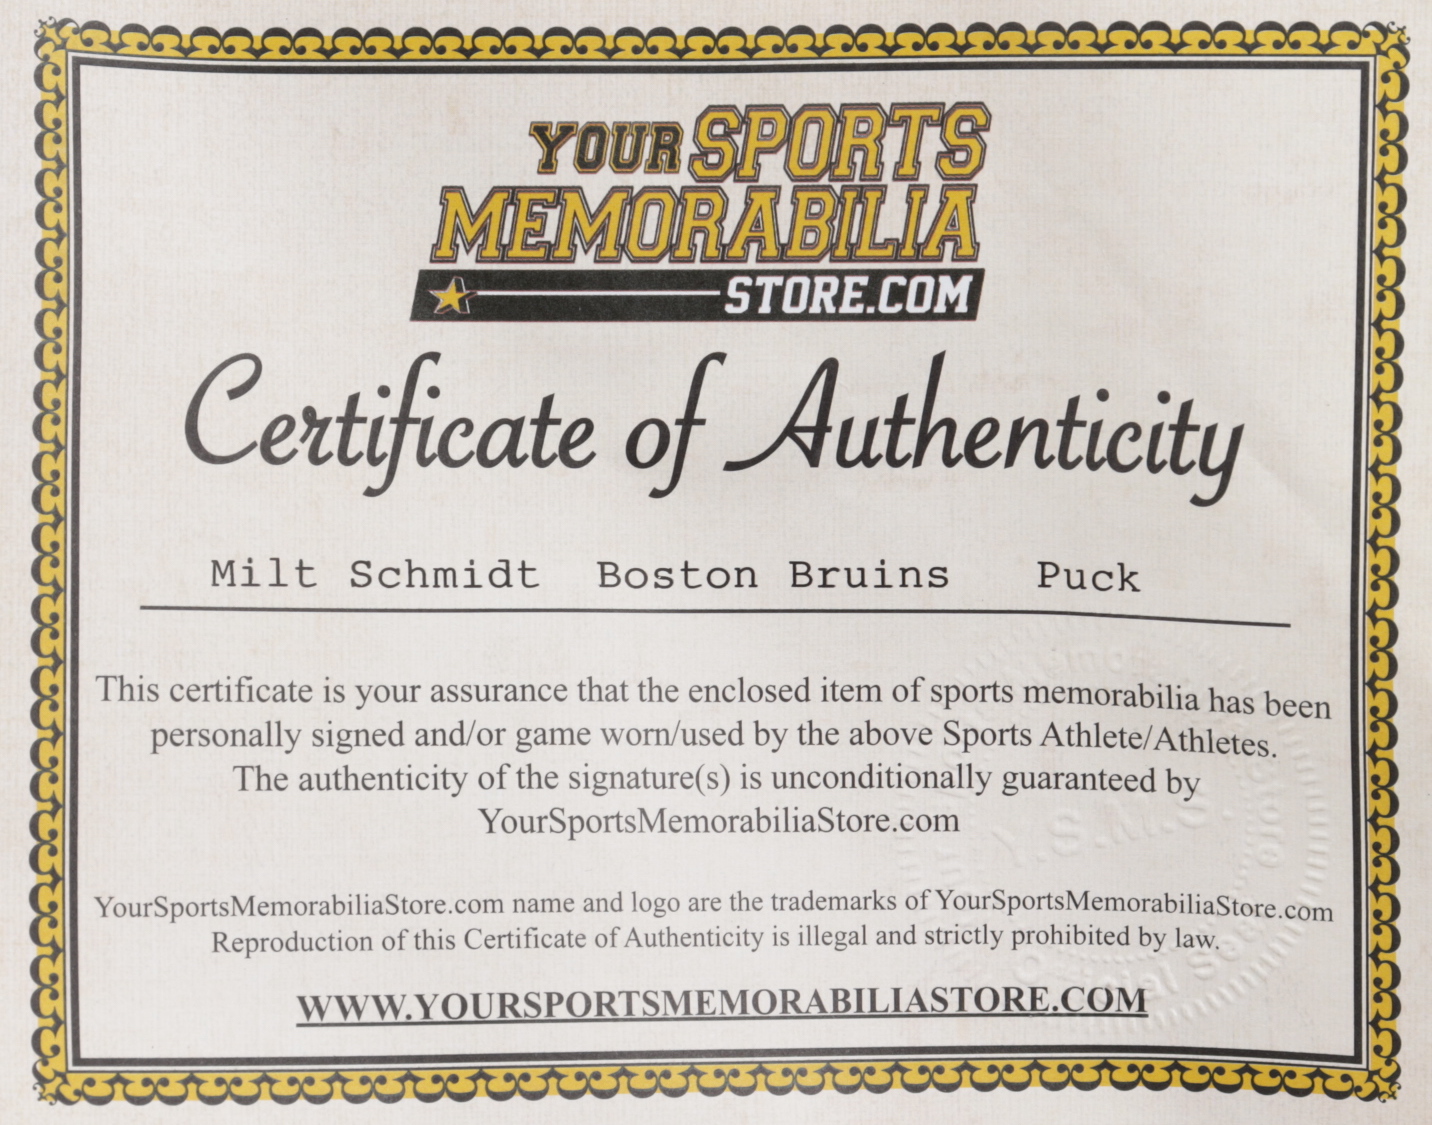 YOUR SPORTS
MEMORABILIA
STORE.COM
Certificate of Authenticity
Milt Schmidt Boston Bruins Puck
This certificate is your assurance that the enclosed item of sports memorabilia has been
personally signed and/or game worn/used by the above Sports Athlete/Athletes.
The authenticity of the signature(s) is unconditionally guaranteed by
YourSportsMemorabiliaStore.com
Y.S.M.S.
YourSportsMemorabiliaStore.com name and logo are the trademarks of YourSportsMemorabiliaStore.com
Reproduction of this Certificate of Authenticity is illegal and strictly prohibited by law.
WWW.YOURSPORTSMEMORABILIASTORE.COM